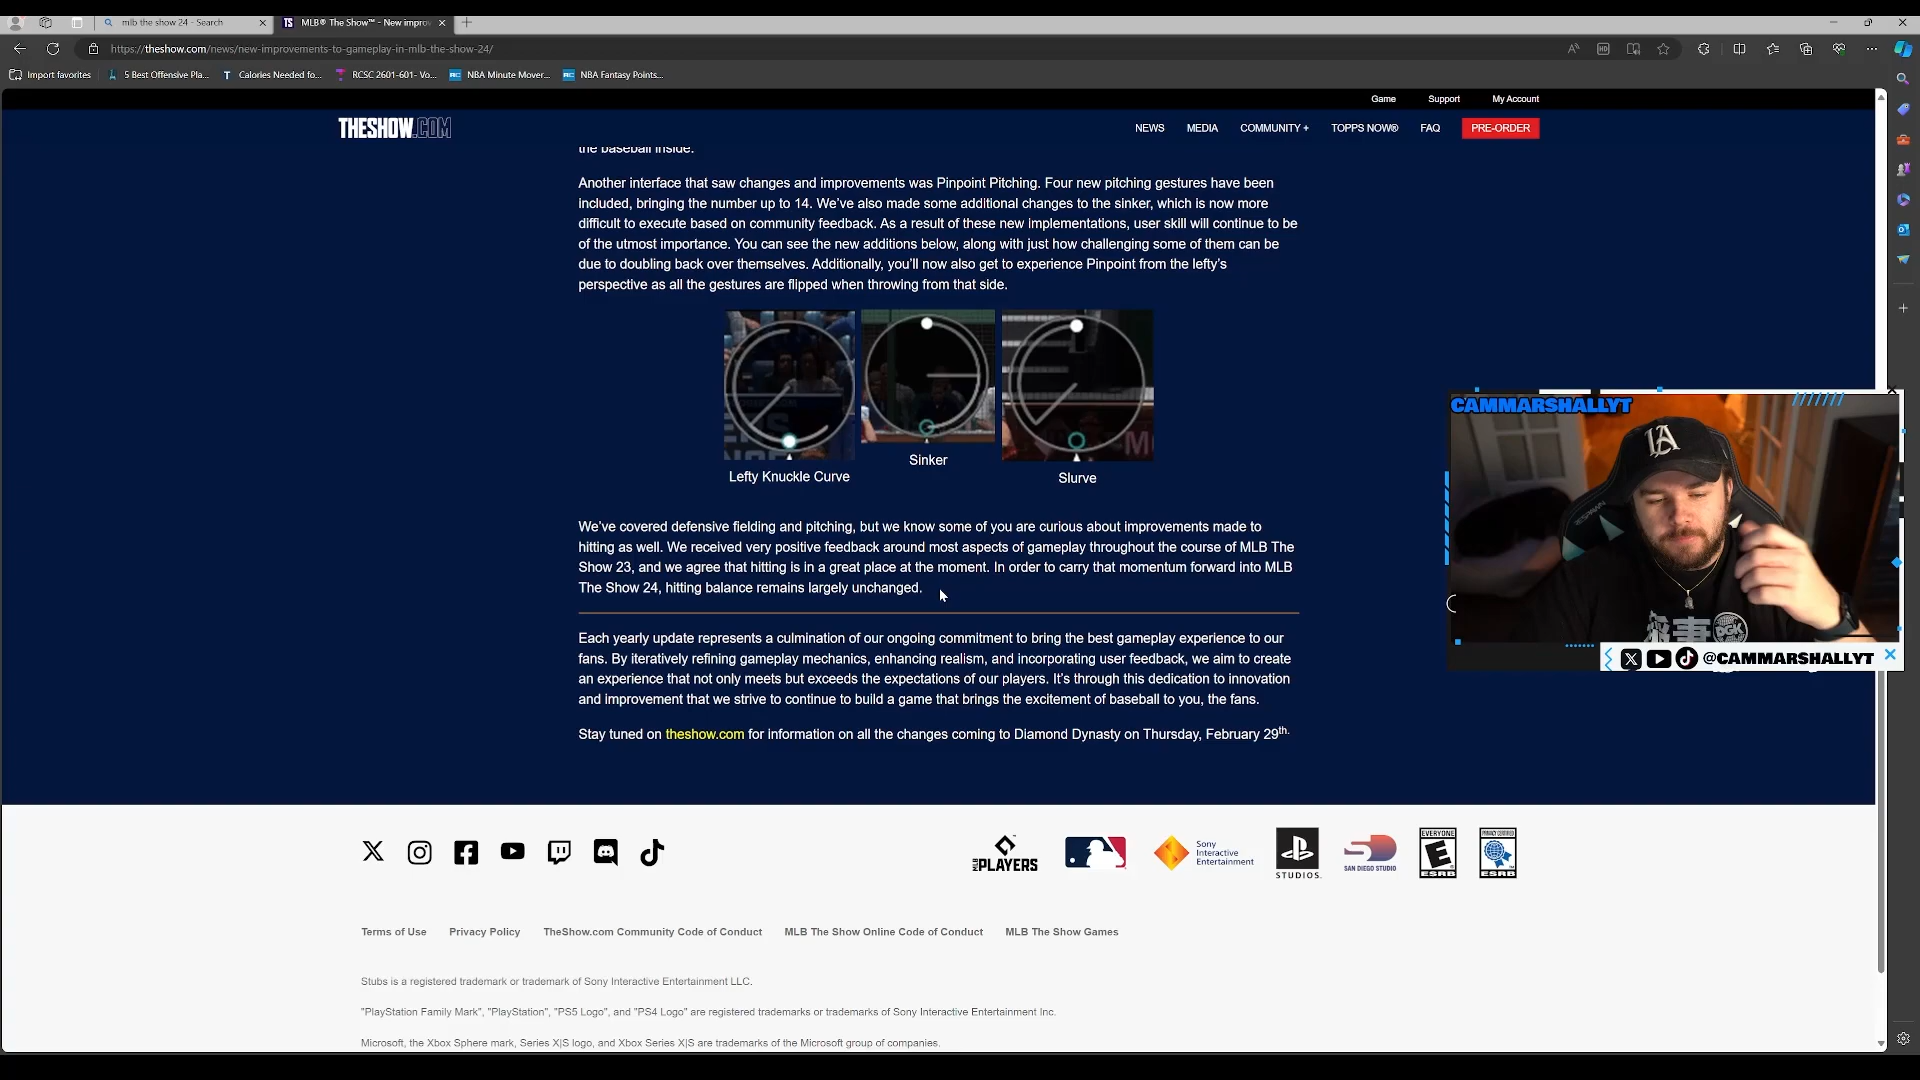 mlb the show 24 - Search
MLB® The Show™ - New impro
https://theshow.com/news/new-improvements-to-gameplay-in-mlb-the-show-24/
Import favorites
5 Best Offensive Pla...
Calories Needed fo...
RCSC 2601-601- Vo...
NBA Minute Mover...
NBA Fantasy Points...
Game Support My Account
THESHOW.COM
NEWS MEDIA COMMUNITY + TOPPS NOW® FAQ PRE-ORDER
the baseball inside.
Another interface that saw changes and improvements was Pinpoint Pitching. Four new pitching gestures have been
included, bringing the number up to 14. We've also made some additional changes to the sinker, which is now more
difficult to execute based on community feedback. As a result of these new implementations, user skill will continue to be
of the utmost importance. You can see the new additions below, along with just how challenging some of them can be
due to doubling back over themselves. Additionally, you'll now also get to experience Pinpoint from the lefty's
perspective as all the gestures are flipped when throwing from that side.
Lefty Knuckle Curve
Sinker
Slurve
We've covered defensive fielding and pitching, but we know some of you are curious about improvements made to
hitting as well. We received very positive feedback around most aspects of gameplay throughout the course of MLB The
Show 23, and we agree that hitting is in a great place at the moment. In order to carry that momentum forward into MLB
The Show 24, hitting balance remains largely unchanged.
Each yearly update represents a culmination of our ongoing commitment to bring the best gameplay experience to our
fans. By iteratively refining gameplay mechanics, enhancing realism, and incorporating user feedback, we aim to create
an experience that not only meets but exceeds the expectations of our players. It's through this dedication to innovation
and improvement that we strive to continue to build a game that brings the excitement of baseball to you, the fans.
Stay tuned on theshow.com for information on all the changes coming to Diamond Dynasty on Thursday, February 29th.
CAMMARSHALLYT
LA
RESPAWN
DGK
@CAMMARSHALLYT
MLB PLAYERS
Sony
Interactive
Entertainment
STUDIOS
SAN DIEGO STUDIO
EVERYONE
E
ESRB
PRIVACY CERTIFIED
ESRB
Terms of Use Privacy Policy TheShow.com Community Code of Conduct MLB The Show Online Code of Conduct MLB The Show Games
Stubs is a registered trademark or trademark of Sony Interactive Entertainment LLC.
"PlayStation Family Mark", "PlayStation", "PS5 Logo", and "PS4 Logo" are registered trademarks or trademarks of Sony Interactive Entertainment Inc.
Microsoft, the Xbox Sphere mark, Series X|S logo, and Xbox Series X|S are trademarks of the Microsoft group of companies.